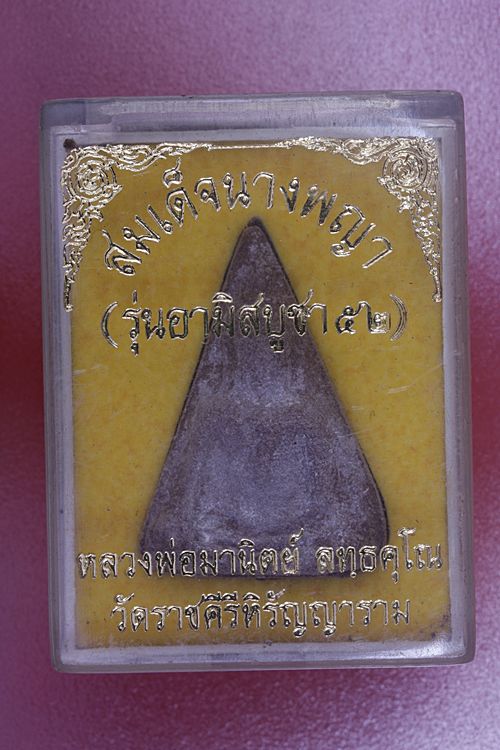 สมเด็จนางพญา
(รุ่นอามิสบูชา ๕๒)
หลวงพ่อมานิตย์ ลทฺธคุโณ
วัดราชคีรีหิรัญญาราม